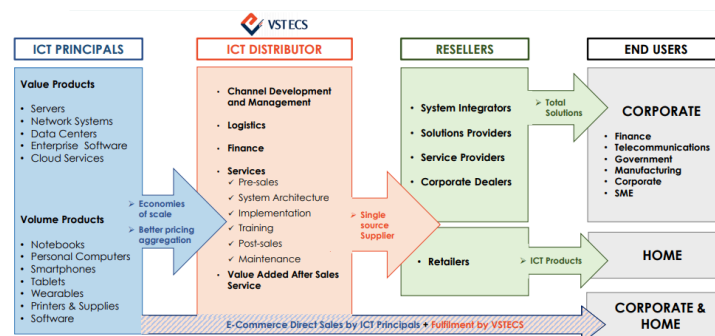 VSTECS
ICT PRINCIPALS
Value Products
• Servers
• Network Systems
• Data Centers
• Enterprise Software
• Cloud Services
Volume Products
• Notebooks
• Personal Computers
• Smartphones
• Tablets
• Wearables
• Printers & Supplies
• Software
➢ Economies
of scale
➢ Better pricing
aggregation
ICT DISTRIBUTOR
• Channel Development
and Management
• Logistics
• Finance
• Services
✓ Pre-sales
✓ System Architecture
✓ Implementation
✓ Training
✓ Post-sales
✓ Maintenance
• Value Added After Sales
Service
➢ Single
source
Supplier
RESELLERS
• System Integrators
• Solutions Providers
• Service Providers
• Corporate Dealers
➢ Total
Solutions
• Retailers
➢ ICT Products
END USERS
CORPORATE
• Finance
• Telecommunications
• Government
• Manufacturing
• Corporate
• SME
HOME
E-Commerce Direct Sales by ICT Principals + Fulfilment by VSTECS
CORPORATE &
HOME